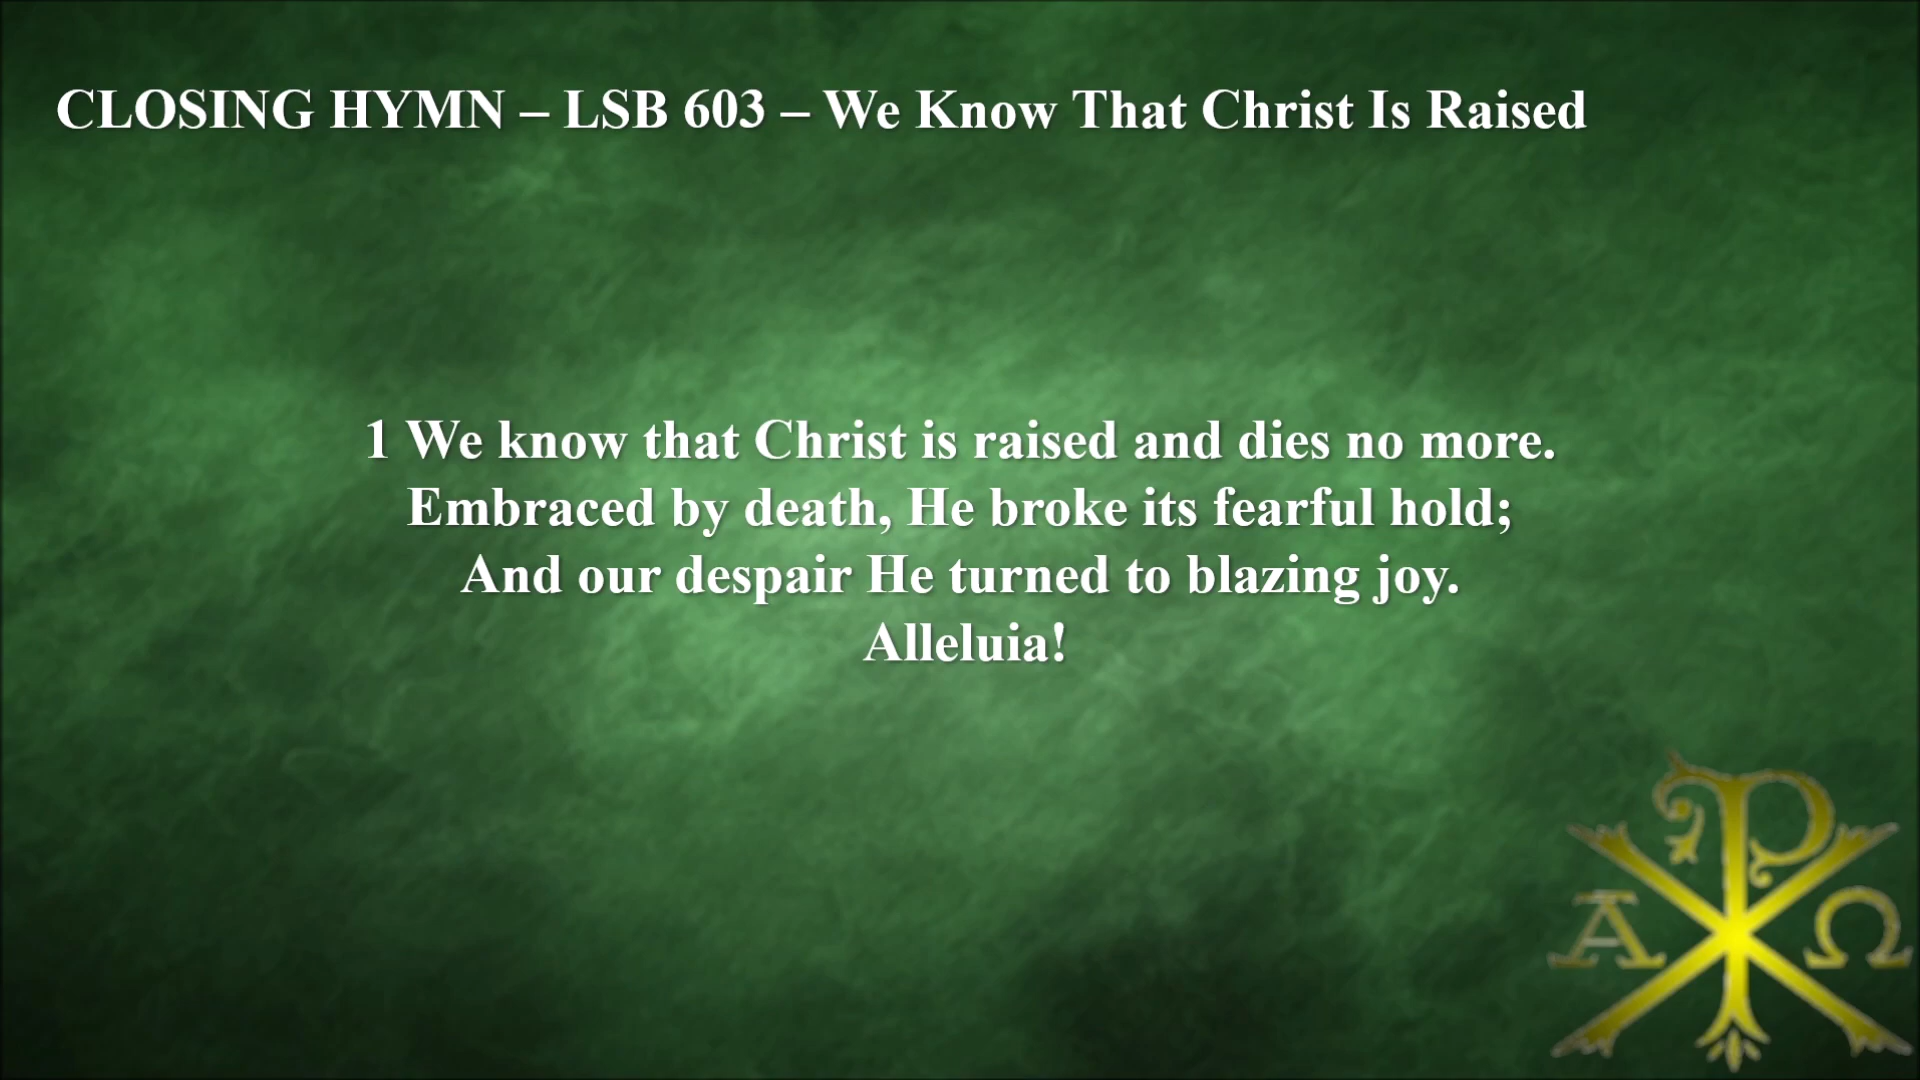 CLOSING HYMN – LSB 603 – We Know That Christ Is Raised
1 We know that Christ is raised and dies no more.
Embraced by death, He broke its fearful hold;
And our despair He turned to blazing joy.
Alleluia!
Α Ω